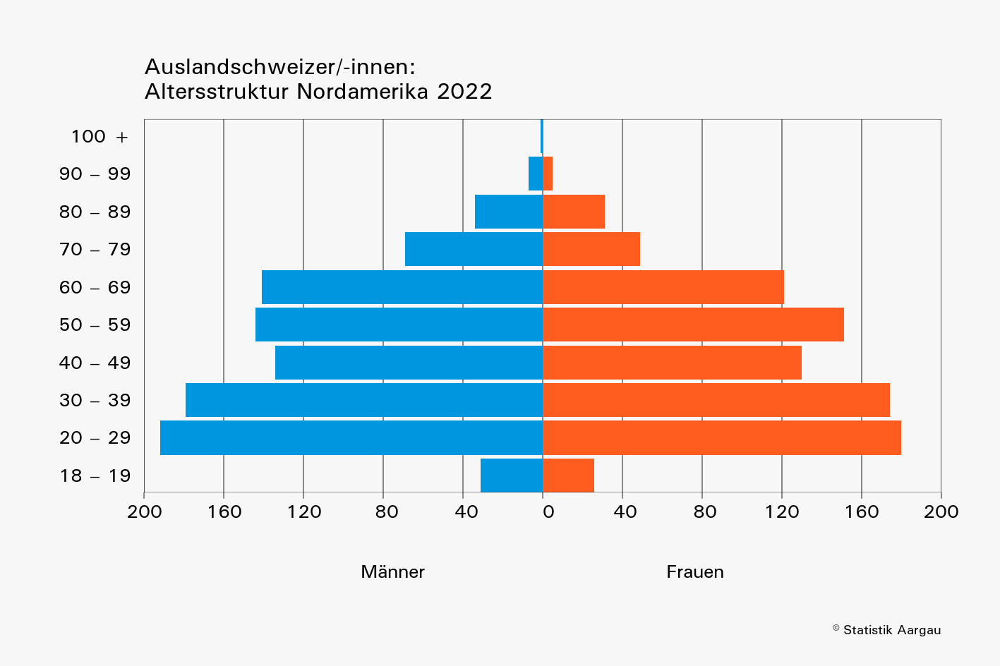 Auslandschweizer/-innen:
Altersstruktur Nordamerika 2022
100 +
90 – 99
80 – 89
70 – 79
60 – 69
50 – 59
40 – 49
30 – 39
20 – 29
18 – 19
200 160 120 80 40 0 40 80 120 160 200
Männer Frauen
© Statistik Aargau